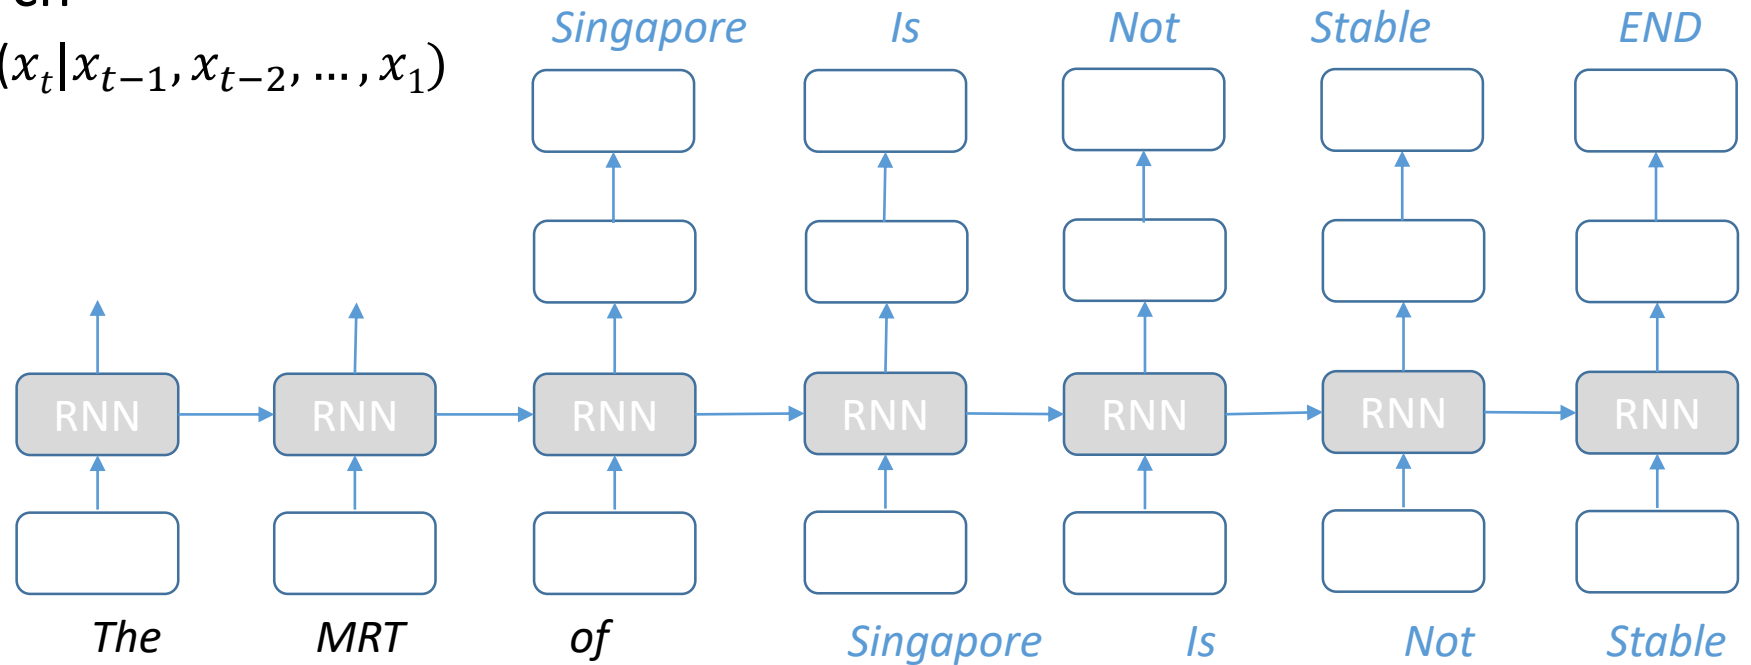 Singapore Is Not Stable END
(xₜ|xₜ₋₁, xₜ₋₂, … , x₁)
RNN RNN RNN RNN RNN RNN RNN
The MRT of Singapore Is Not Stable